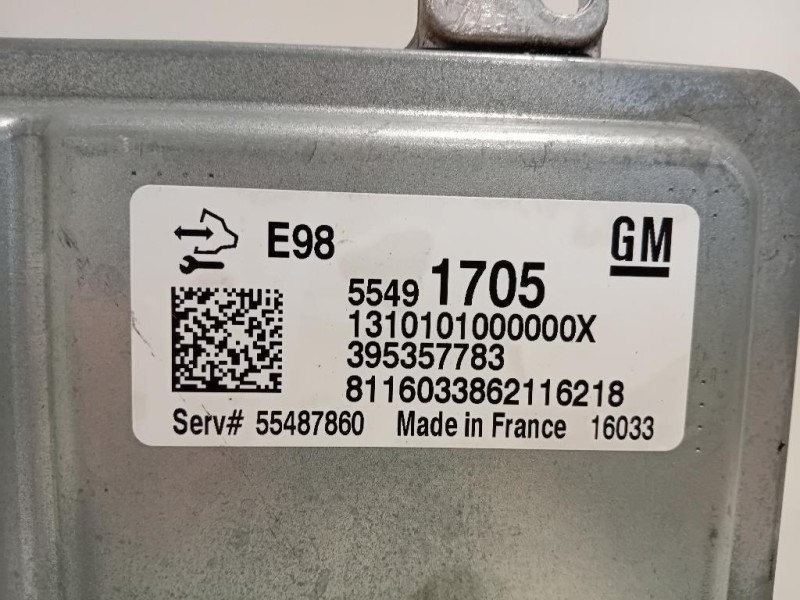 E98
GM
5549 1705
1310101000000X
395357783
8116033862116218
Serv# 55487860 Made in France 16033